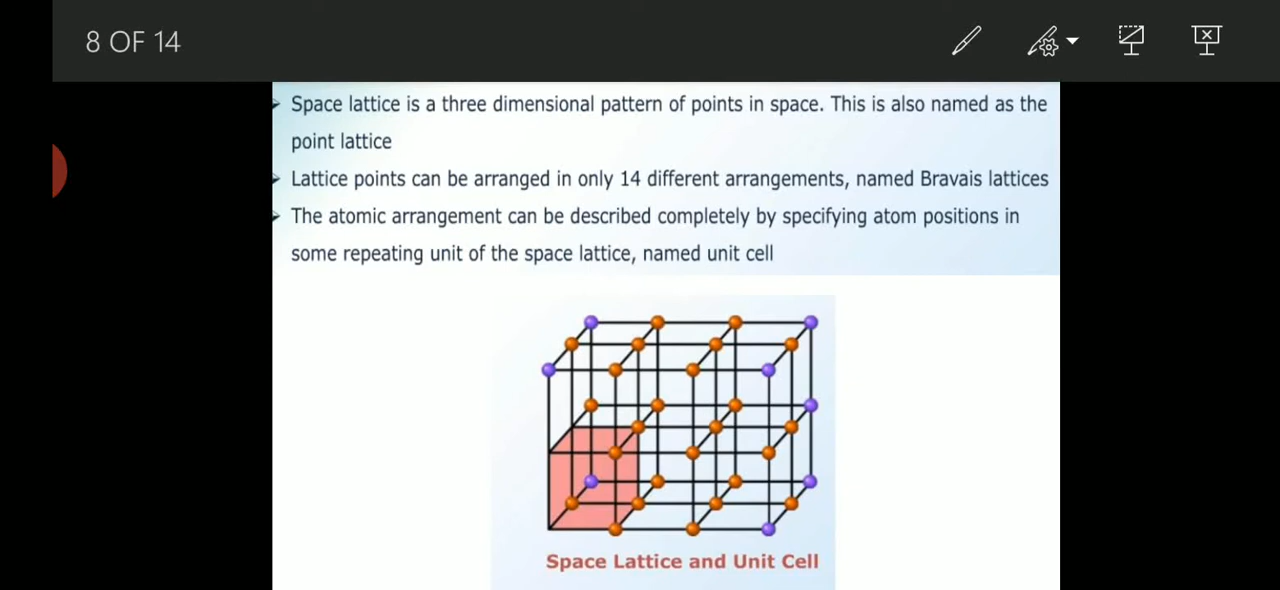 8 OF 14
Space lattice is a three dimensional pattern of points in space. This is also named as the
point lattice
Lattice points can be arranged in only 14 different arrangements, named Bravais lattices
The atomic arrangement can be described completely by specifying atom positions in
some repeating unit of the space lattice, named unit cell
Space Lattice and Unit Cell